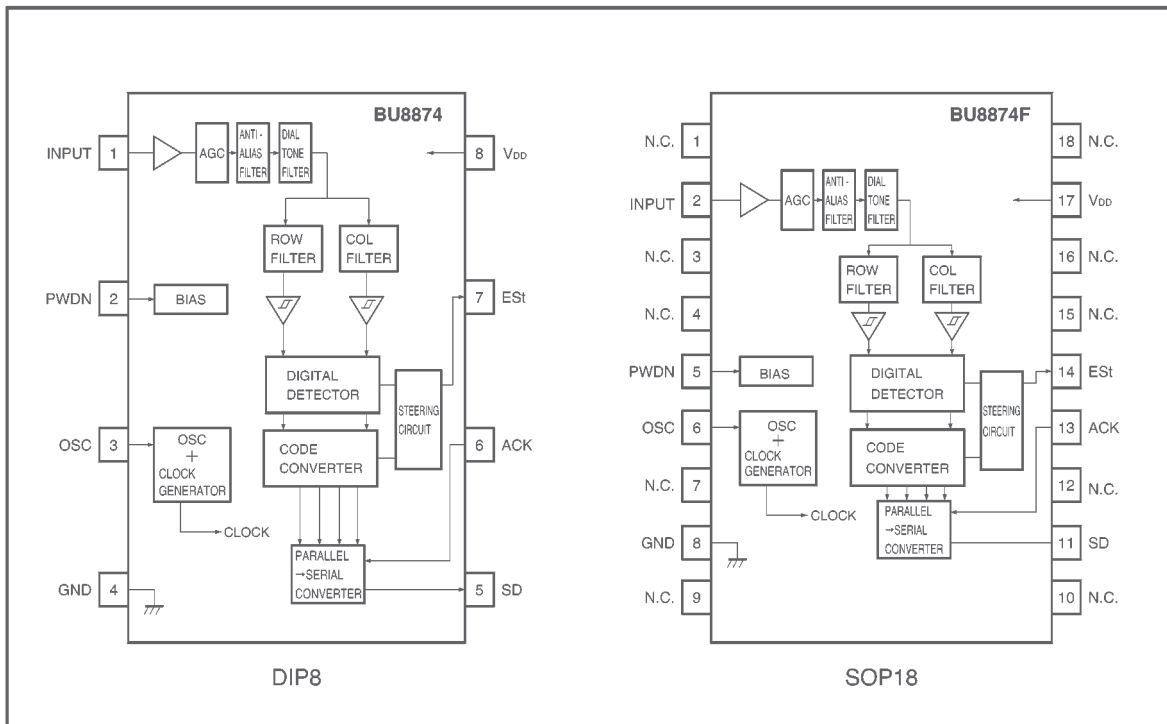 BU8874
INPUT
1
AGC
ANTI-
ALIAS
FILTER
DIAL
TONE
FILTER
8
VDD
ROW
FILTER
COL
FILTER
PWDN
2
BIAS
7
ESt
DIGITAL
DETECTOR
STEERING
CIRCUIT
OSC
3
OSC
+
CLOCK
GENERATOR
CODE
CONVERTER
6
ACK
CLOCK
PARALLEL
→SERIAL
CONVERTER
GND
4
5
SD
DIP8
BU8874F
N.C.
1
18
N.C.
INPUT
2
AGC
ANTI-
ALIAS
FILTER
DIAL
TONE
FILTER
17
VDD
N.C.
3
ROW
FILTER
COL
FILTER
16
N.C.
N.C.
4
15
N.C.
PWDN
5
BIAS
DIGITAL
DETECTOR
14
ESt
STEERING
CIRCUIT
OSC
6
OSC
+
CLOCK
GENERATOR
CODE
CONVERTER
13
ACK
N.C.
7
12
N.C.
CLOCK
PARALLEL
→SERIAL
CONVERTER
GND
8
11
SD
N.C.
9
10
N.C.
SOP18